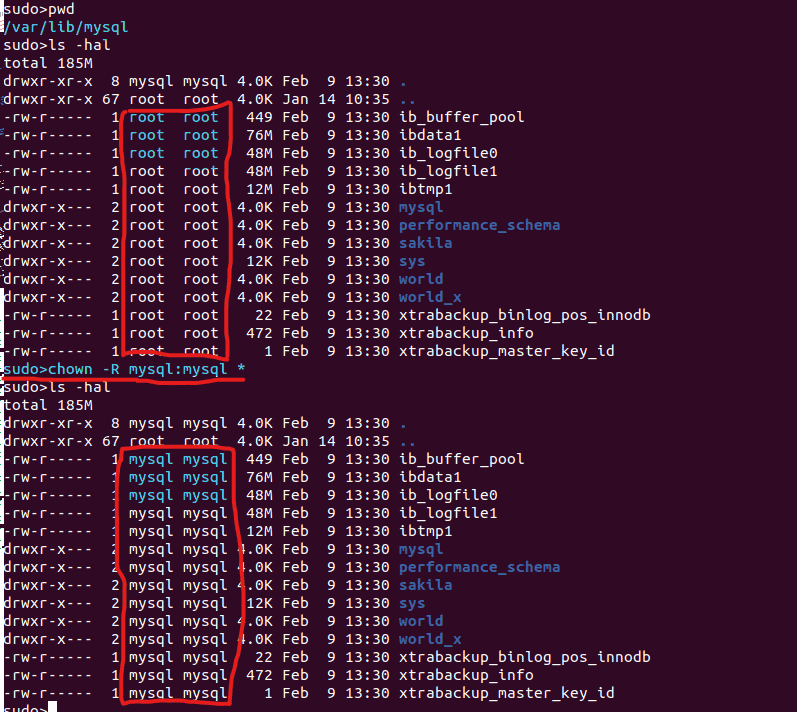 sudo>pwd
/var/lib/mysql
sudo>ls -hal
total 185M
drwxr-xr-x  8 mysql mysql 4.0K Feb  9 13:30 .
drwxr-xr-x 67 root  root  4.0K Jan 14 10:35 ..
-rw-r-----  1 root  root   449 Feb  9 13:30 ib_buffer_pool
-rw-r-----  1 root  root   76M Feb  9 13:30 ibdata1
-rw-r-----  1 root  root   48M Feb  9 13:30 ib_logfile0
-rw-r-----  1 root  root   48M Feb  9 13:30 ib_logfile1
-rw-r-----  1 root  root   12M Feb  9 13:30 ibtmp1
drwxr-x---  2 root  root  4.0K Feb  9 13:30 mysql
drwxr-x---  2 root  root  4.0K Feb  9 13:30 performance_schema
drwxr-x---  2 root  root  4.0K Feb  9 13:30 sakila
drwxr-x---  2 root  root   12K Feb  9 13:30 sys
drwxr-x---  2 root  root  4.0K Feb  9 13:30 world
drwxr-x---  2 root  root  4.0K Feb  9 13:30 world_x
-rw-r-----  1 root  root    22 Feb  9 13:30 xtrabackup_binlog_pos_innodb
-rw-r-----  1 root  root   472 Feb  9 13:30 xtrabackup_info
-rw-r-----  1 root  root     1 Feb  9 13:30 xtrabackup_master_key_id
sudo>chown -R mysql:mysql *
sudo>ls -hal
total 185M
drwxr-xr-x  8 mysql mysql 4.0K Feb  9 13:30 .
drwxr-xr-x 67 root  root  4.0K Jan 14 10:35 ..
-rw-r-----  1 mysql mysql  449 Feb  9 13:30 ib_buffer_pool
-rw-r-----  1 mysql mysql  76M Feb  9 13:30 ibdata1
-rw-r-----  1 mysql mysql  48M Feb  9 13:30 ib_logfile0
-rw-r-----  1 mysql mysql  48M Feb  9 13:30 ib_logfile1
-rw-r-----  1 mysql mysql  12M Feb  9 13:30 ibtmp1
drwxr-x---  2 mysql mysql 4.0K Feb  9 13:30 mysql
drwxr-x---  2 mysql mysql 4.0K Feb  9 13:30 performance_schema
drwxr-x---  2 mysql mysql 4.0K Feb  9 13:30 sakila
drwxr-x---  2 mysql mysql  12K Feb  9 13:30 sys
drwxr-x---  2 mysql mysql 4.0K Feb  9 13:30 world
drwxr-x---  2 mysql mysql 4.0K Feb  9 13:30 world_x
-rw-r-----  1 mysql mysql   22 Feb  9 13:30 xtrabackup_binlog_pos_innodb
-rw-r-----  1 mysql mysql  472 Feb  9 13:30 xtrabackup_info
-rw-r-----  1 mysql mysql    1 Feb  9 13:30 xtrabackup_master_key_id
sudo>